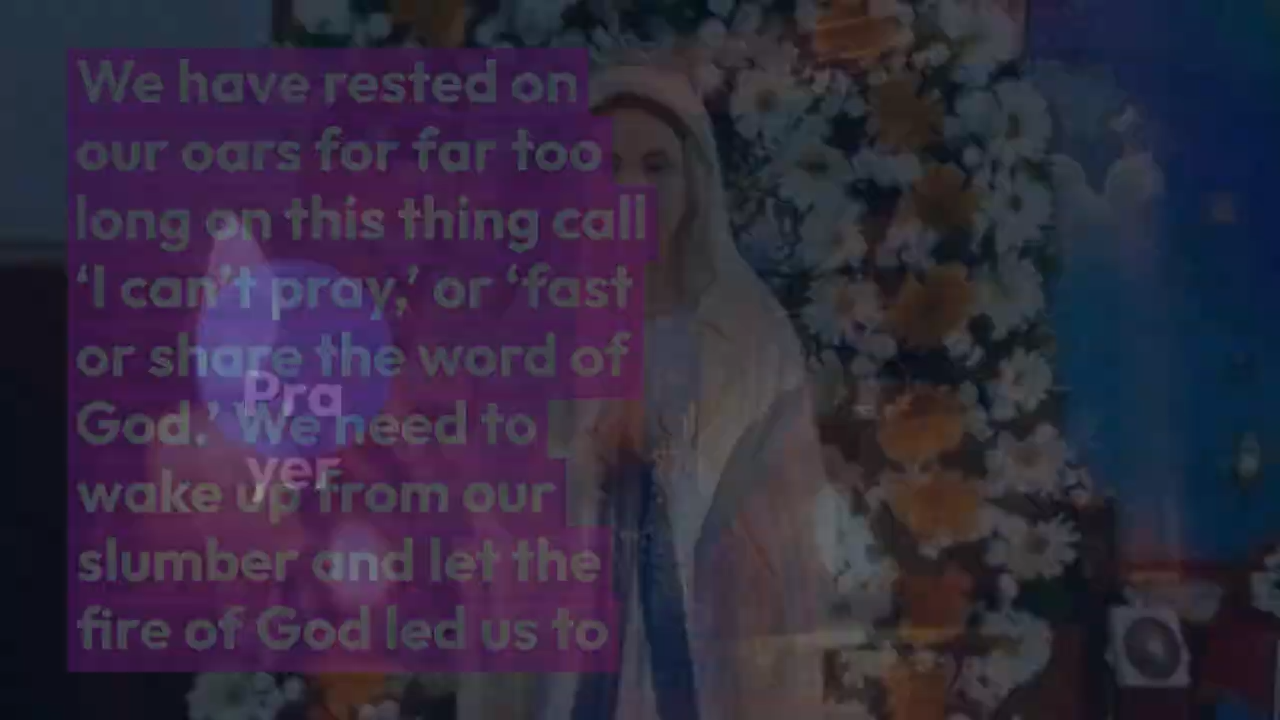 We have rested on
our oars for far too
long on this thing call
‘I can’t pray,’ or ‘fast
or share the word of
God.’ We need to
wake up from our
slumber and let the
fire of God led us to
Pra
yer